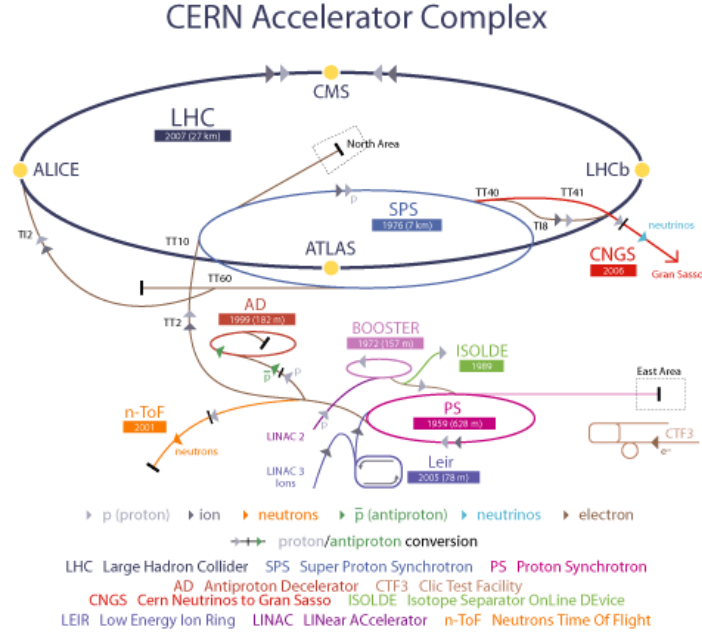 CERN Accelerator Complex
CMS
LHC
2007 (27 km)
North Area
ALICE
LHCb
TT40
TT41
p
SPS
1976 (7 km)
TI2
TT10
TI8
neutrinos
ATLAS
CNGS
2006
Gran Sasso
TT60
AD
1999 (182 m)
TT2
BOOSTER
1972 (157 m)
ISOLDE
1989
p̅
p
East Area
n-ToF
2001
PS
1959 (628 m)
p
LINAC 2
neutrons
CTF3
e-
LINAC 3
Ions
Leir
2005 (78 m)
p (proton) ion neutrons p̅ (antiproton) neutrinos electron
proton/antiproton conversion
LHC Large Hadron Collider SPS Super Proton Synchrotron PS Proton Synchrotron
AD Antiproton Decelerator CTF3 Clic Test Facility
CNGS Cern Neutrinos to Gran Sasso ISOLDE Isotope Separator OnLine DEvice
LEIR Low Energy Ion Ring LINAC LINear ACcelerator n-ToF Neutrons Time Of Flight